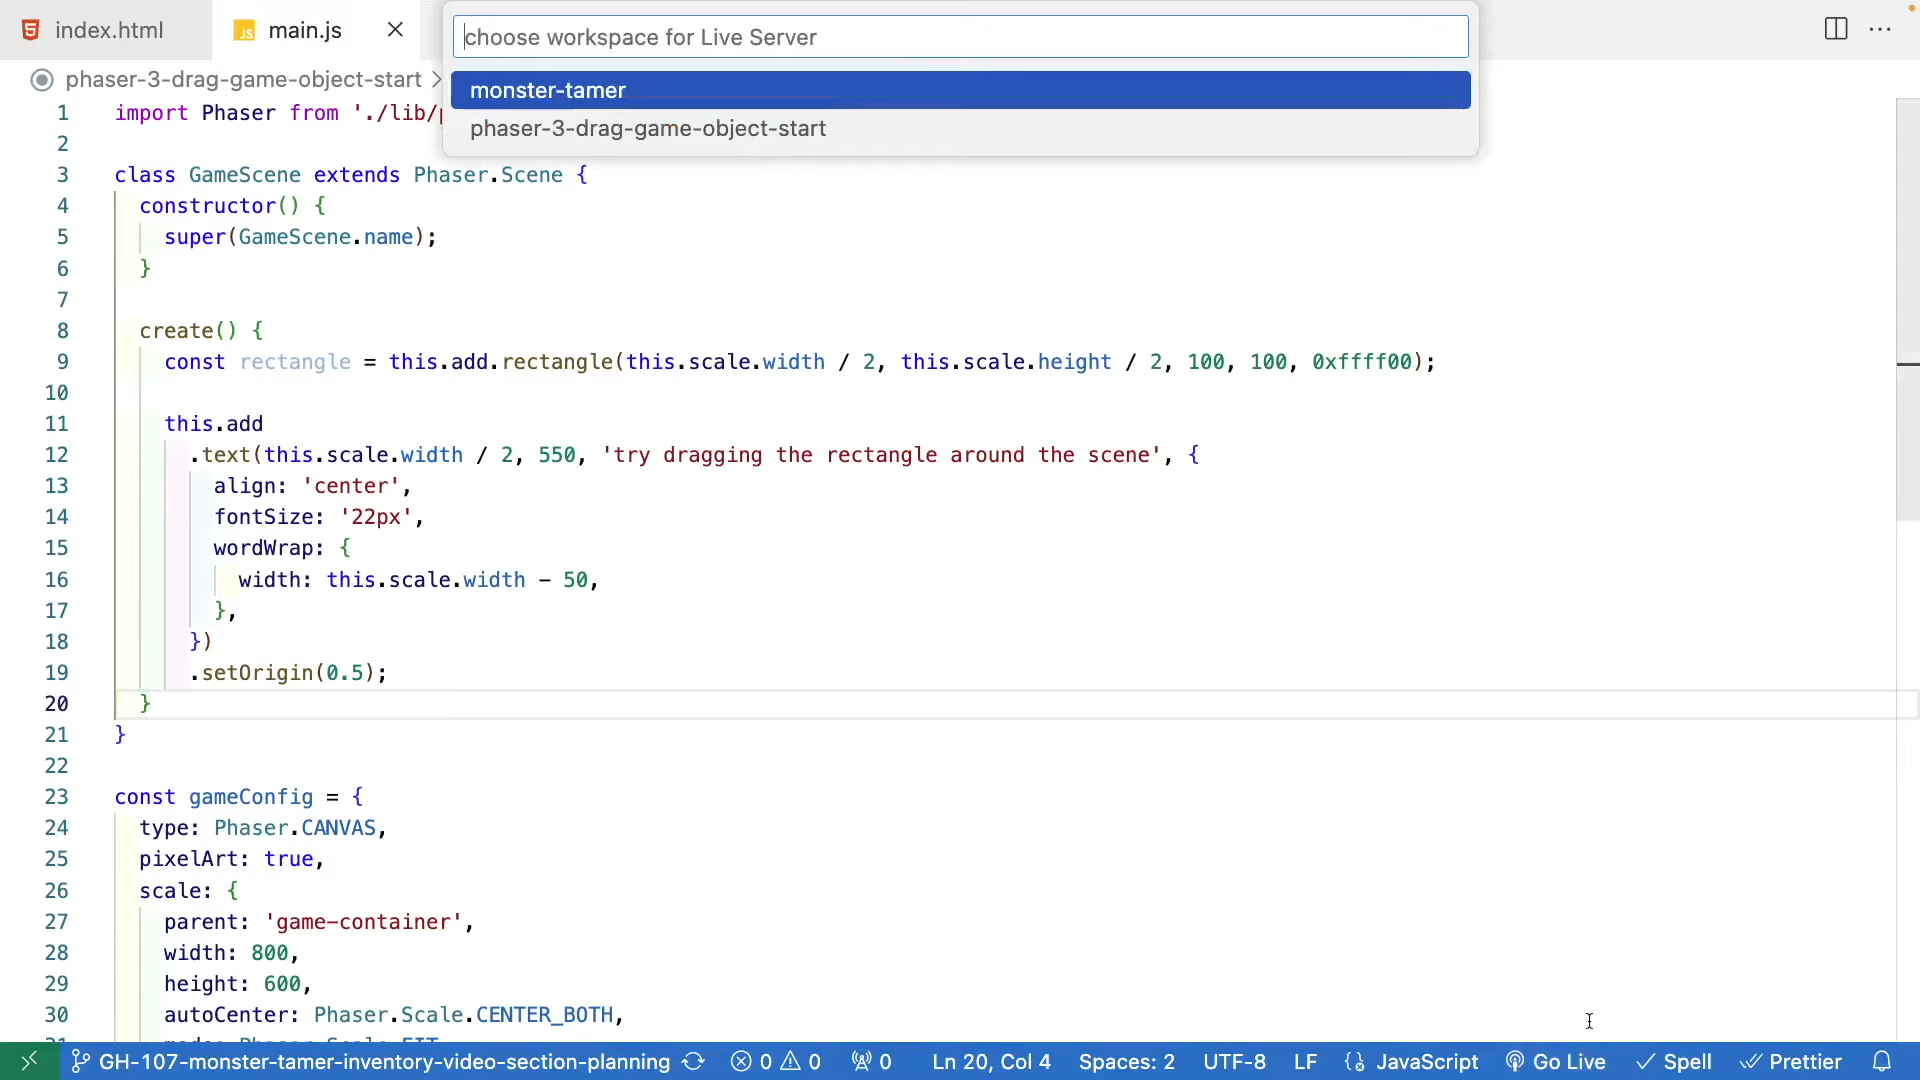 index.html
JS main.js
choose workspace for Live Server
monster-tamer
phaser-3-drag-game-object-start
phaser-3-drag-game-object-start >
1 import Phaser from './lib/
2
3 class GameScene extends Phaser.Scene {
4 constructor() {
5 super(GameScene.name);
6 }
7
8 create() {
9 const rectangle = this.add.rectangle(this.scale.width / 2, this.scale.height / 2, 100, 100, 0xffff00);
10
11 this.add
12 .text(this.scale.width / 2, 550, 'try dragging the rectangle around the scene', {
13 align: 'center',
14 fontSize: '22px',
15 wordWrap: {
16 width: this.scale.width - 50,
17 },
18 })
19 .setOrigin(0.5);
20 }
21 }
22
23 const gameConfig = {
24 type: Phaser.CANVAS,
25 pixelArt: true,
26 scale: {
27 parent: 'game-container',
28 width: 800,
29 height: 600,
30 autoCenter: Phaser.Scale.CENTER_BOTH,
GH-107-monster-tamer-inventory-video-section-planning 0 0 0 Ln 20, Col 4 Spaces: 2 UTF-8 LF JavaScript Go Live Spell Prettier